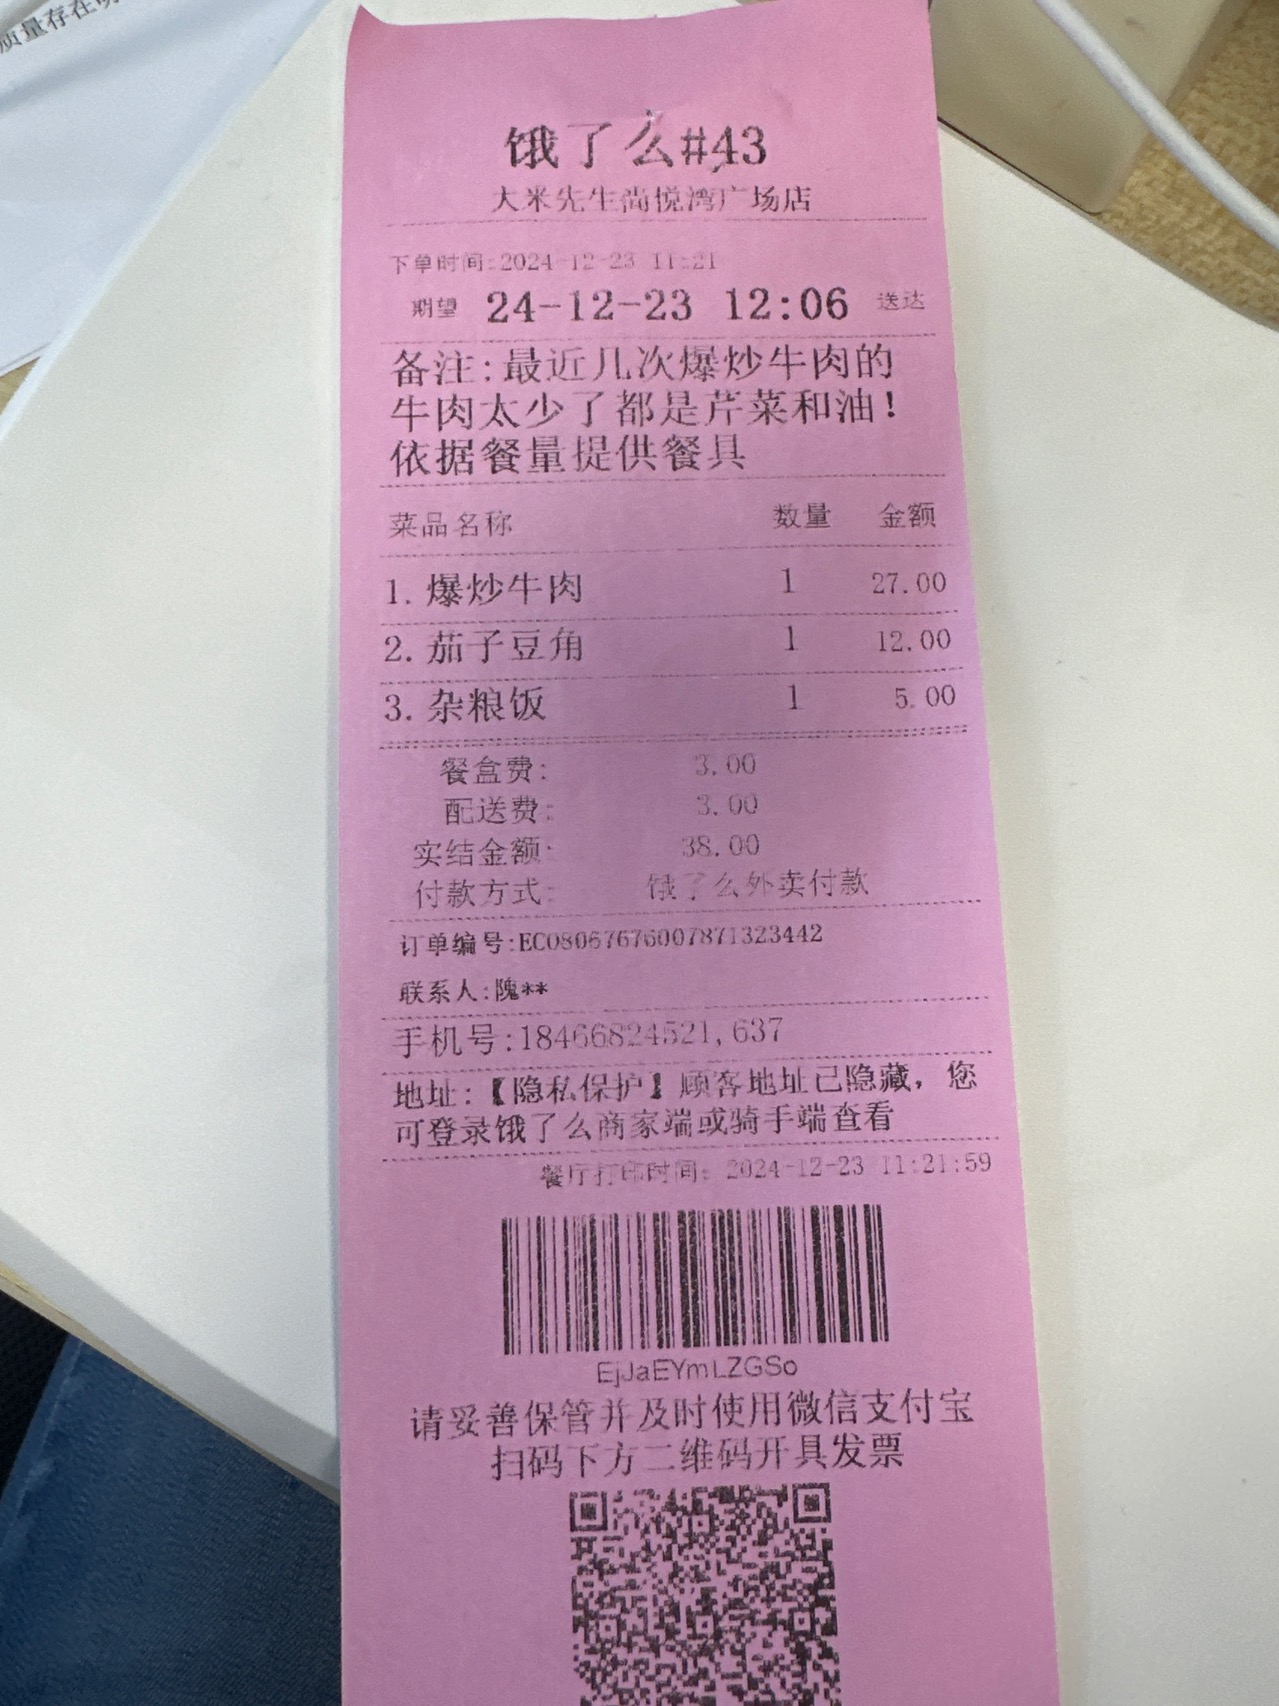 质量存在
饿了么#43
大米先生尚悦湾广场店
下单时间:2024-12-23 11:21
期望 24-12-23 12:06 送达
备注:最近几次爆炒牛肉的
牛肉太少了都是芹菜和油!
依据餐量提供餐具
菜品名称 数量 金额
1. 爆炒牛肉 1 27.00
2. 茄子豆角 1 12.00
3. 杂粮饭 1 5.00
餐盒费: 3.00
配送费: 3.00
实结金额: 38.00
付款方式: 饿了么外卖付款
订单编号:EC08067676007871323442
联系人:隗**
手机号:18466824521,637
地址:【隐私保护】顾客地址已隐藏，您
可登录饿了么商家端或骑手端查看
餐厅打印时间: 2024-12-23 11:21:59
EjJaEYmLZGSo
请妥善保管并及时使用微信支付宝
扫码下方二维码开具发票